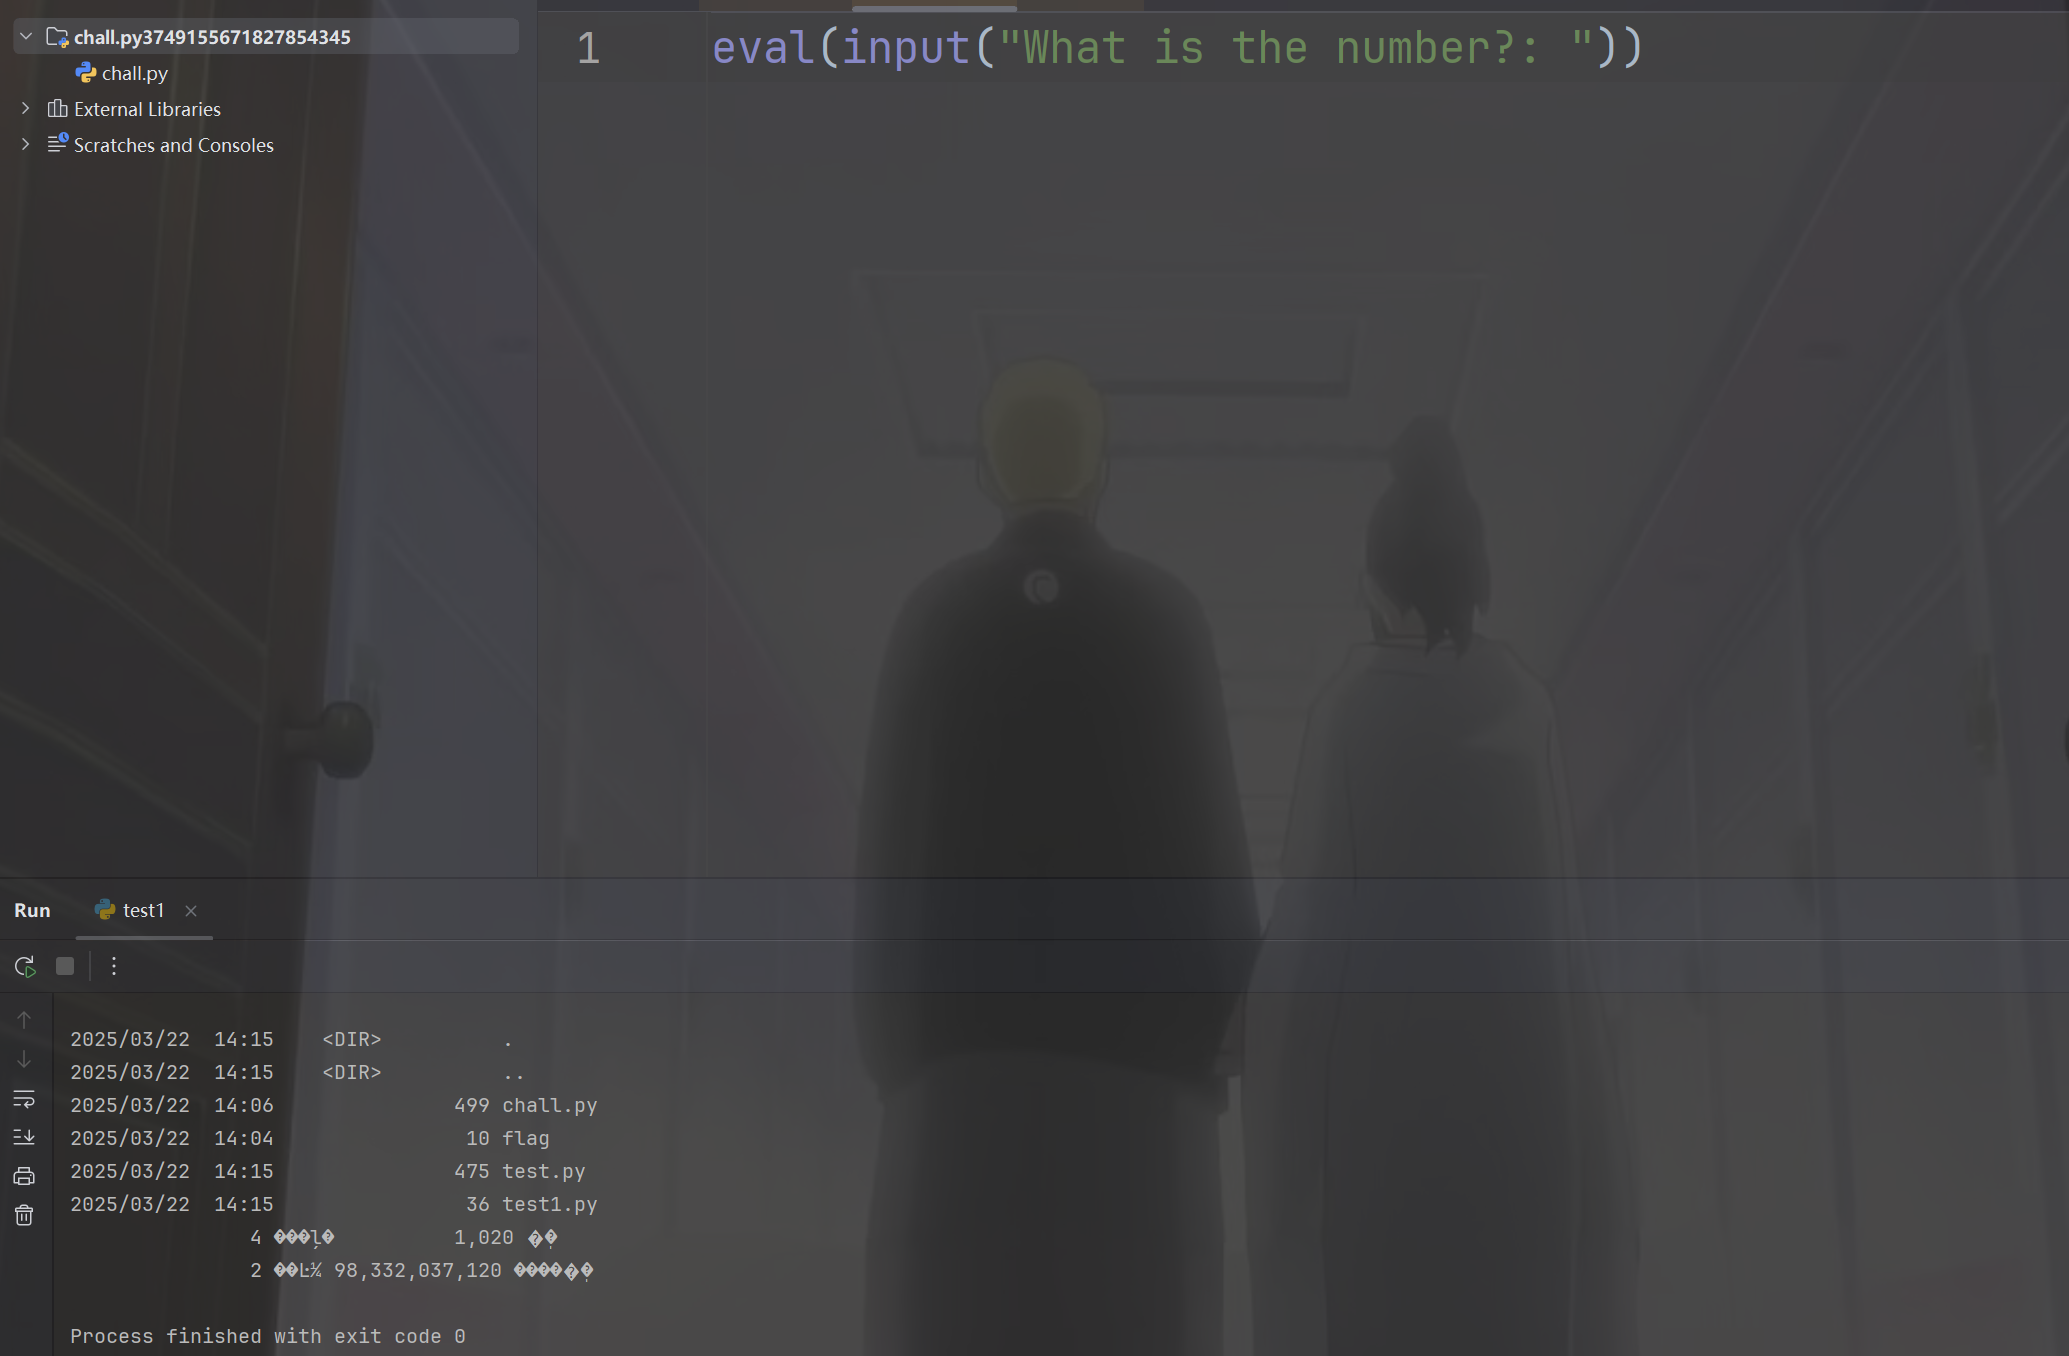 chall.py3749155671827854345
chall.py
External Libraries
Scratches and Consoles
1 eval(input("What is the number?: "))
Run test1
2025/03/22 14:15 <DIR> .
2025/03/22 14:15 <DIR> ..
2025/03/22 14:06 499 chall.py
2025/03/22 14:04 10 flag
2025/03/22 14:15 475 test.py
2025/03/22 14:15 36 test1.py
4 1,020
2 98,332,037,120
Process finished with exit code 0